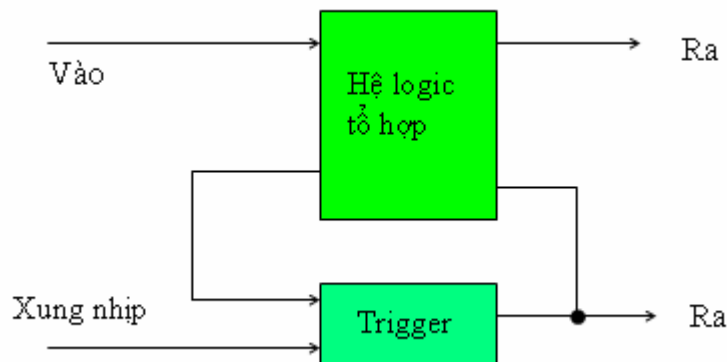 Vào
Hệ logic
tổ hợp
Ra
Xung nhịp
Trigger
Ra